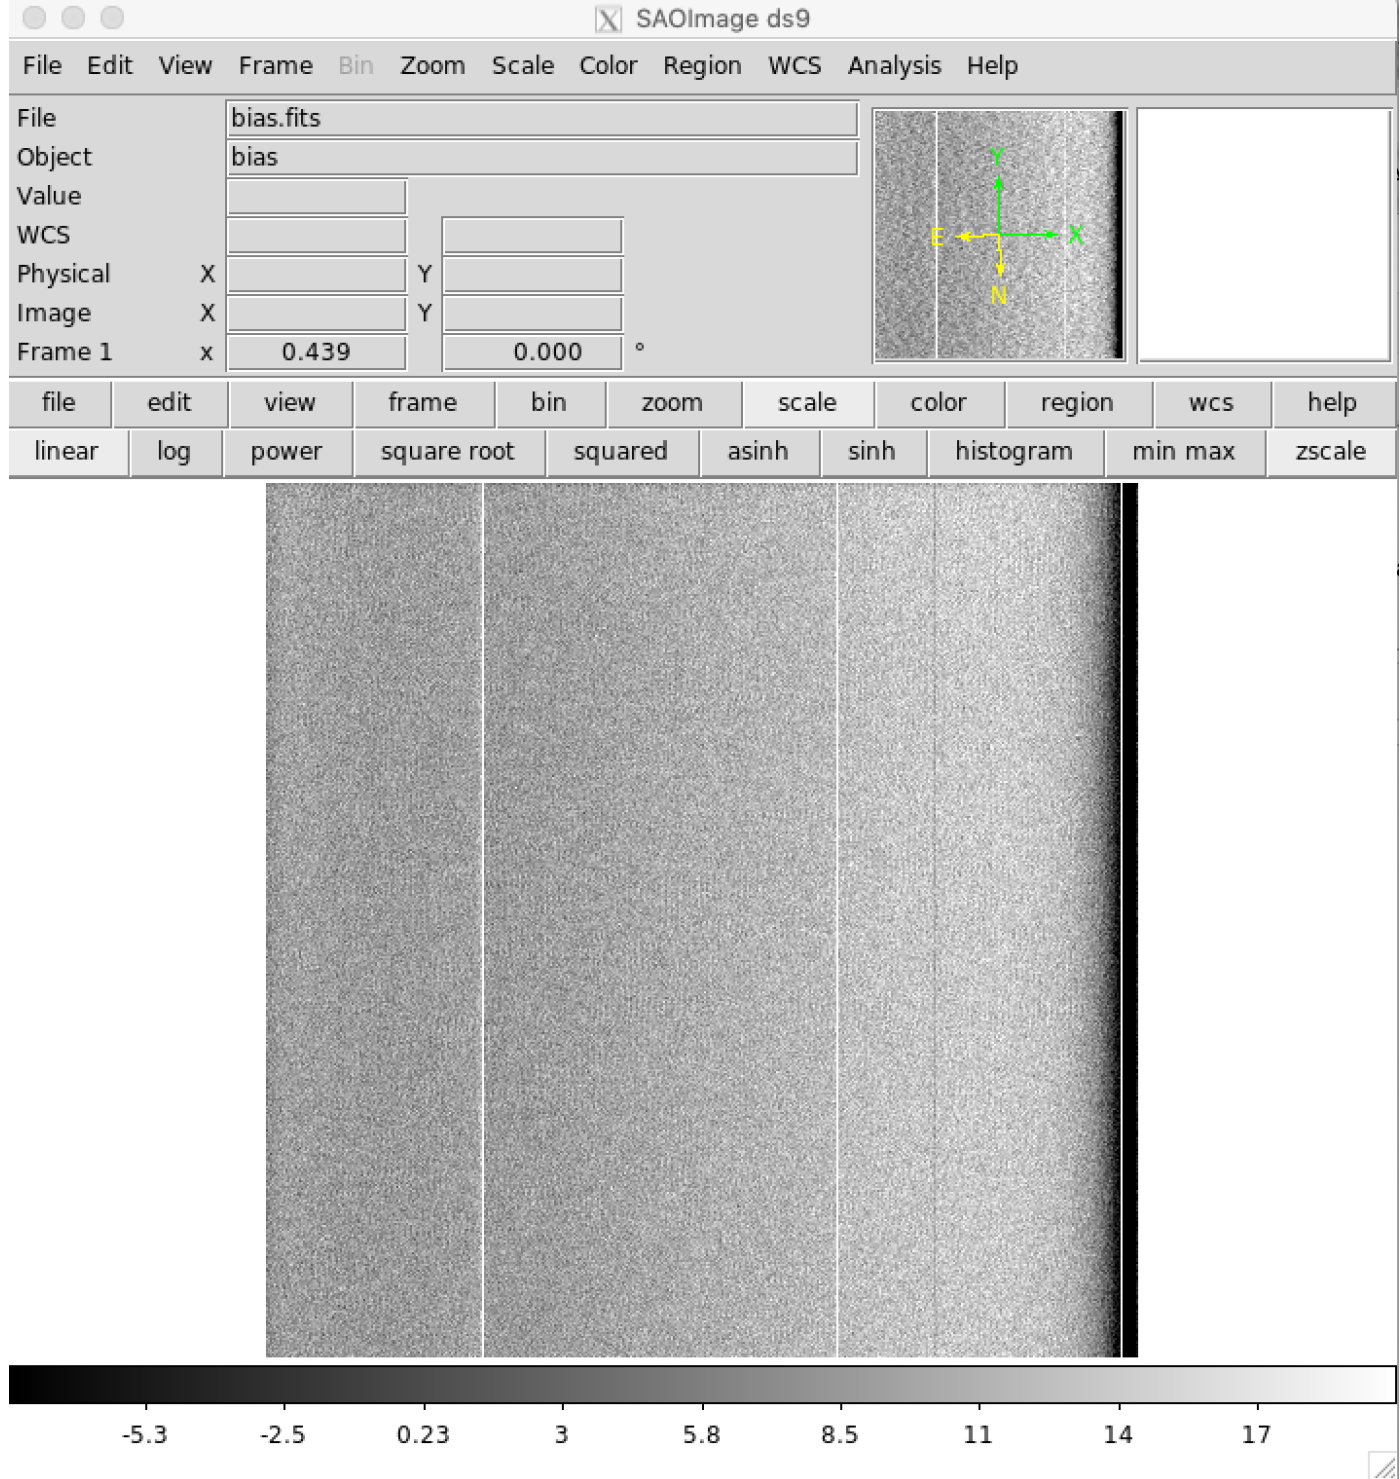 SAOImage ds9
File Edit View Frame Bin Zoom Scale Color Region WCS Analysis Help
File bias.fits
Object bias
Value
WCS
Physical X Y
Image X Y
Frame 1 x 0.439 0.000 °
Y
E X
N
file edit view frame bin zoom scale color region wcs help
linear log power square root squared asinh sinh histogram min max zscale
-5.3 -2.5 0.23 3 5.8 8.5 11 14 17